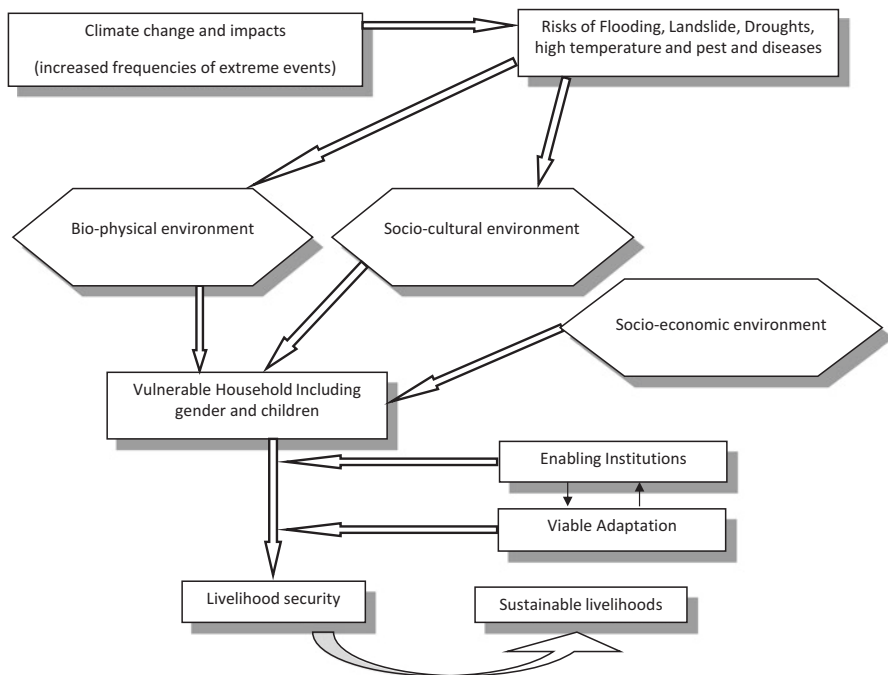 Climate change and impacts
(increased frequencies of extreme events)
Risks of Flooding, Landslide, Droughts,
high temperature and pest and diseases
Bio-physical environment
Socio-cultural environment
Socio-economic environment
Vulnerable Household Including
gender and children
Enabling Institutions
Viable Adaptation
Livelihood security
Sustainable livelihoods